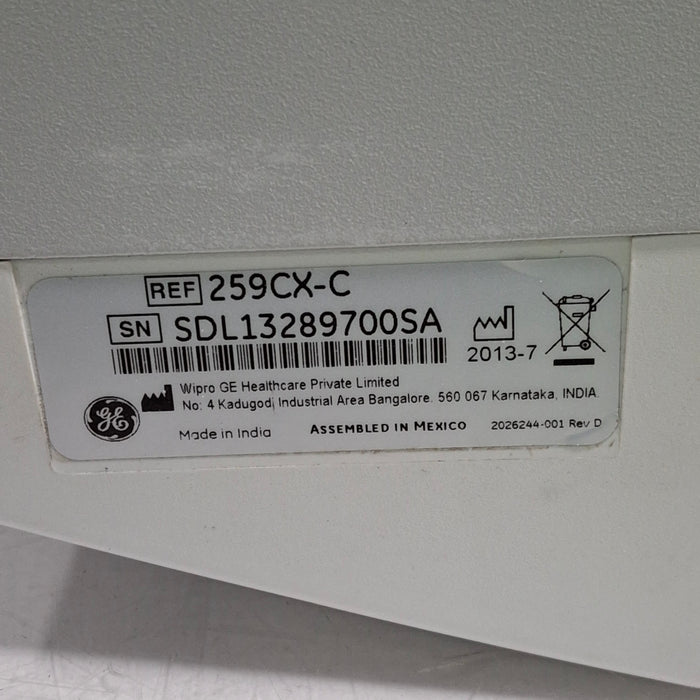 REF 259CX-C
SN SDL13289700SA
2013-7
Wipro GE Healthcare Private Limited
No: 4 Kadugodi Industrial Area Bangalore. 560 067 Karnataka, INDIA.
GE
Made in India ASSEMBLED IN MEXICO 2026244-001 Rev D